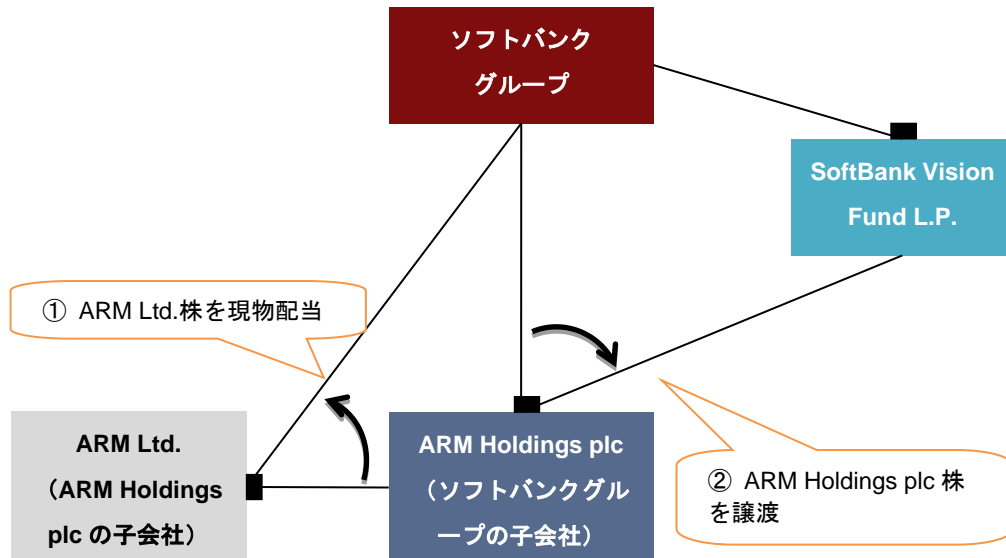 ソフトバンク
グループ
SoftBank Vision
Fund L.P.
① ARM Ltd.株を現物配当
ARM Ltd.
（ARM Holdings
plc の子会社）
ARM Holdings plc
（ソフトバンクグル
ープの子会社）
② ARM Holdings plc 株
を譲渡